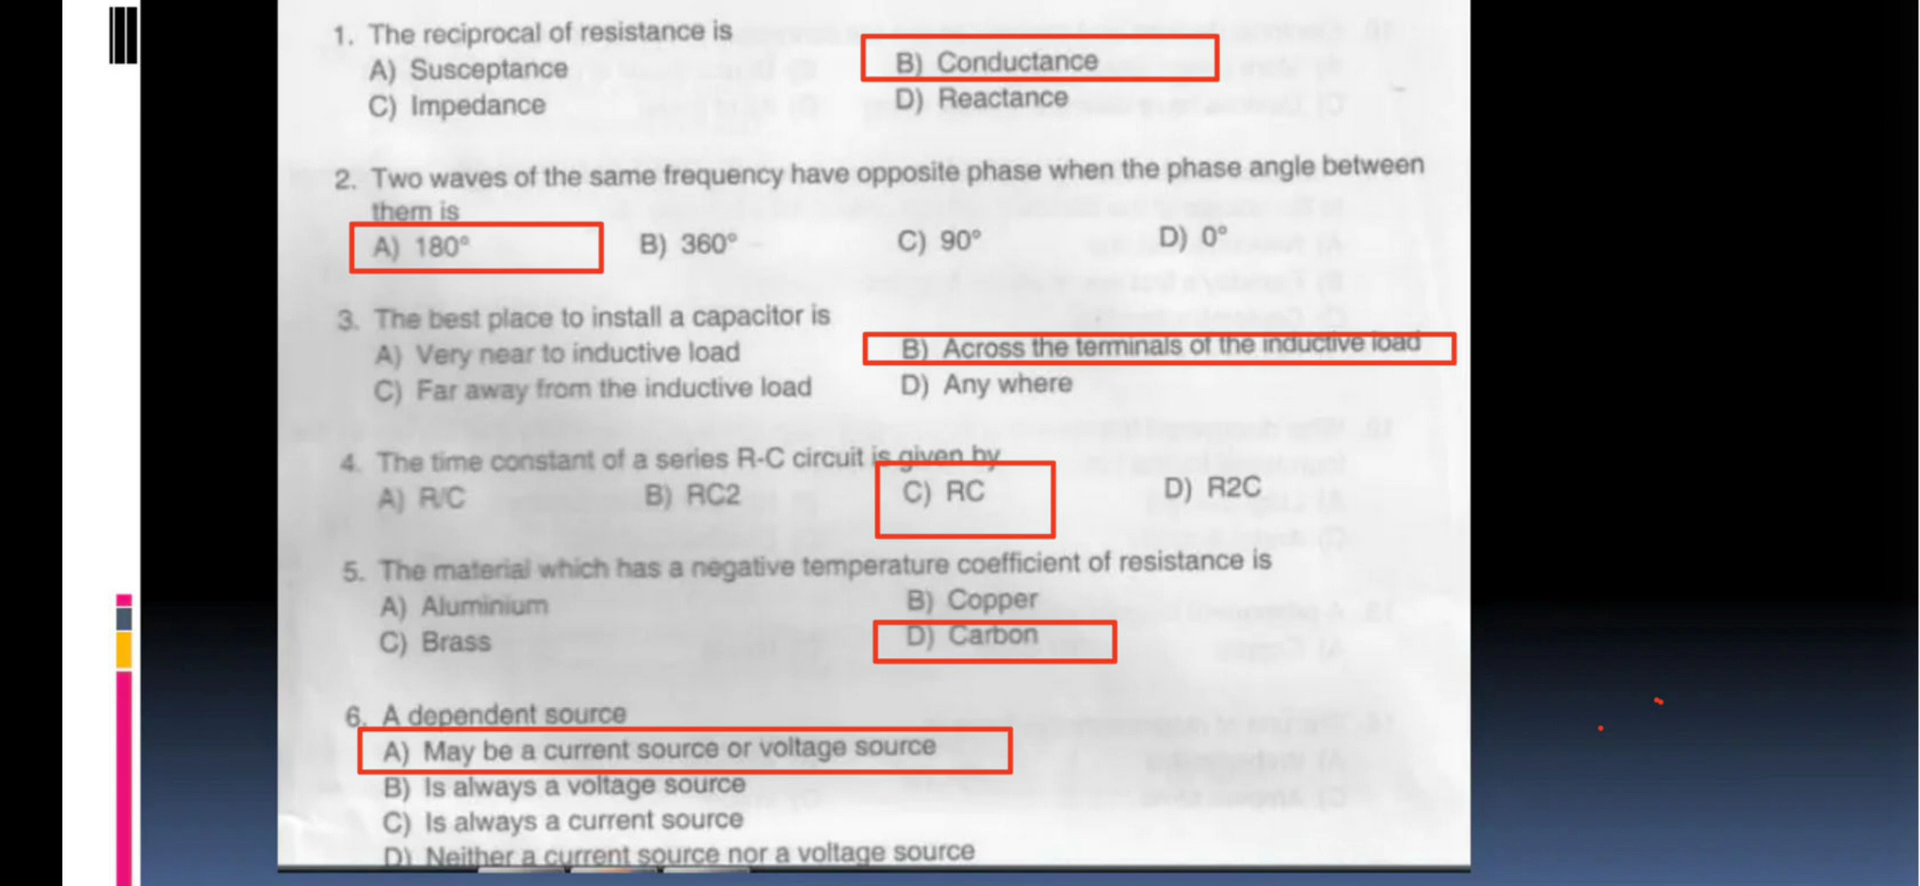 1. The reciprocal of resistance is
A) Susceptance B) Conductance
C) Impedance D) Reactance
2. Two waves of the same frequency have opposite phase when the phase angle between
them is
A) 180° B) 360° C) 90° D) 0°
3. The best place to install a capacitor is
A) Very near to inductive load B) Across the terminals of the inductive load
C) Far away from the inductive load D) Any where
4. The time constant of a series R-C circuit is given by
A) R/C B) RC2 C) RC D) R2C
5. The material which has a negative temperature coefficient of resistance is
A) Aluminium B) Copper
C) Brass D) Carbon
6. A dependent source
A) May be a current source or voltage source
B) Is always a voltage source
C) Is always a current source
D) Neither a current source nor a voltage source